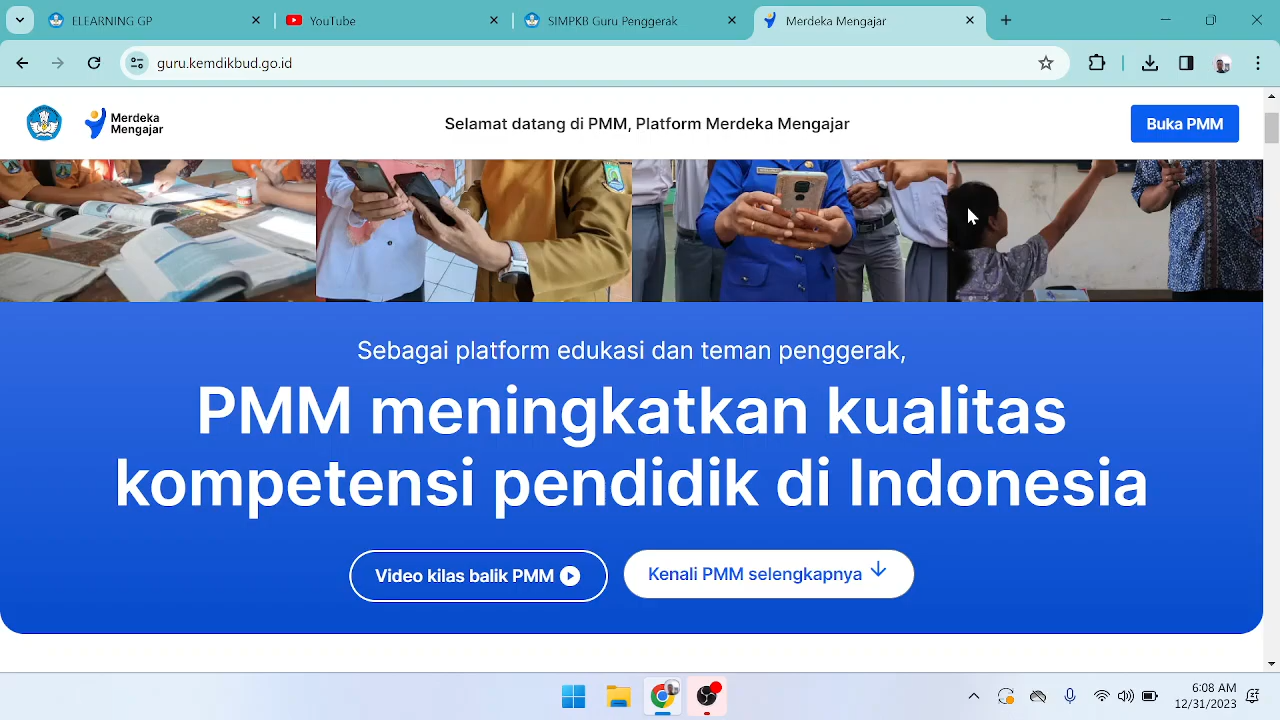 ELEARNING GP
YouTube
SIMPKB Guru Penggerak
Merdeka Mengajar
guru.kemdikbud.go.id
Merdeka
Mengajar
Selamat datang di PMM, Platform Merdeka Mengajar
Buka PMM
Sebagai platform edukasi dan teman penggerak,
PMM meningkatkan kualitas
kompetensi pendidik di Indonesia
Video kilas balik PMM
Kenali PMM selengkapnya
6:08 AM
12/31/2023